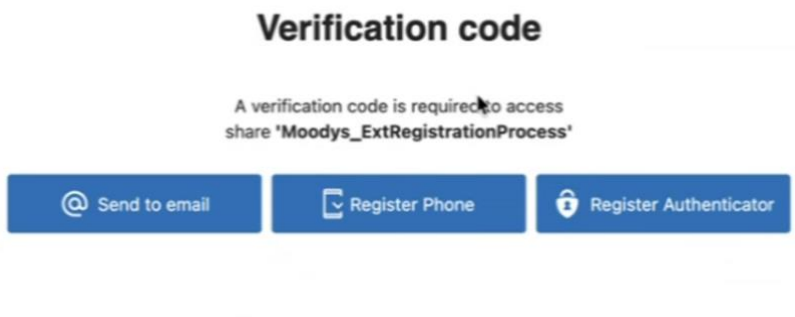 Verification code
A verification code is required to access
share 'Moodys_ExtRegistrationProcess'
Send to email
Register Phone
Register Authenticator